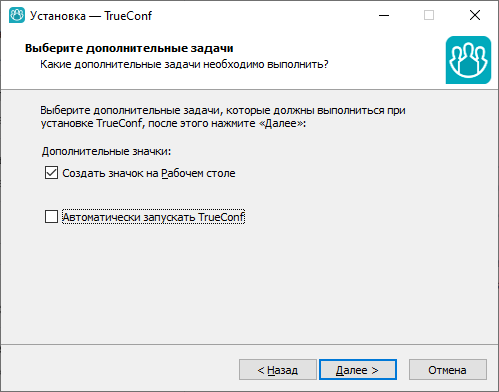 Установка — TrueConf
Выберите дополнительные задачи
Какие дополнительные задачи необходимо выполнить?
Выберите дополнительные задачи, которые должны выполниться при
установке TrueConf, после этого нажмите «Далее»:
Дополнительные значки:
Создать значок на Рабочем столе
Автоматически запускать TrueConf
< Назад
Далее >
Отмена